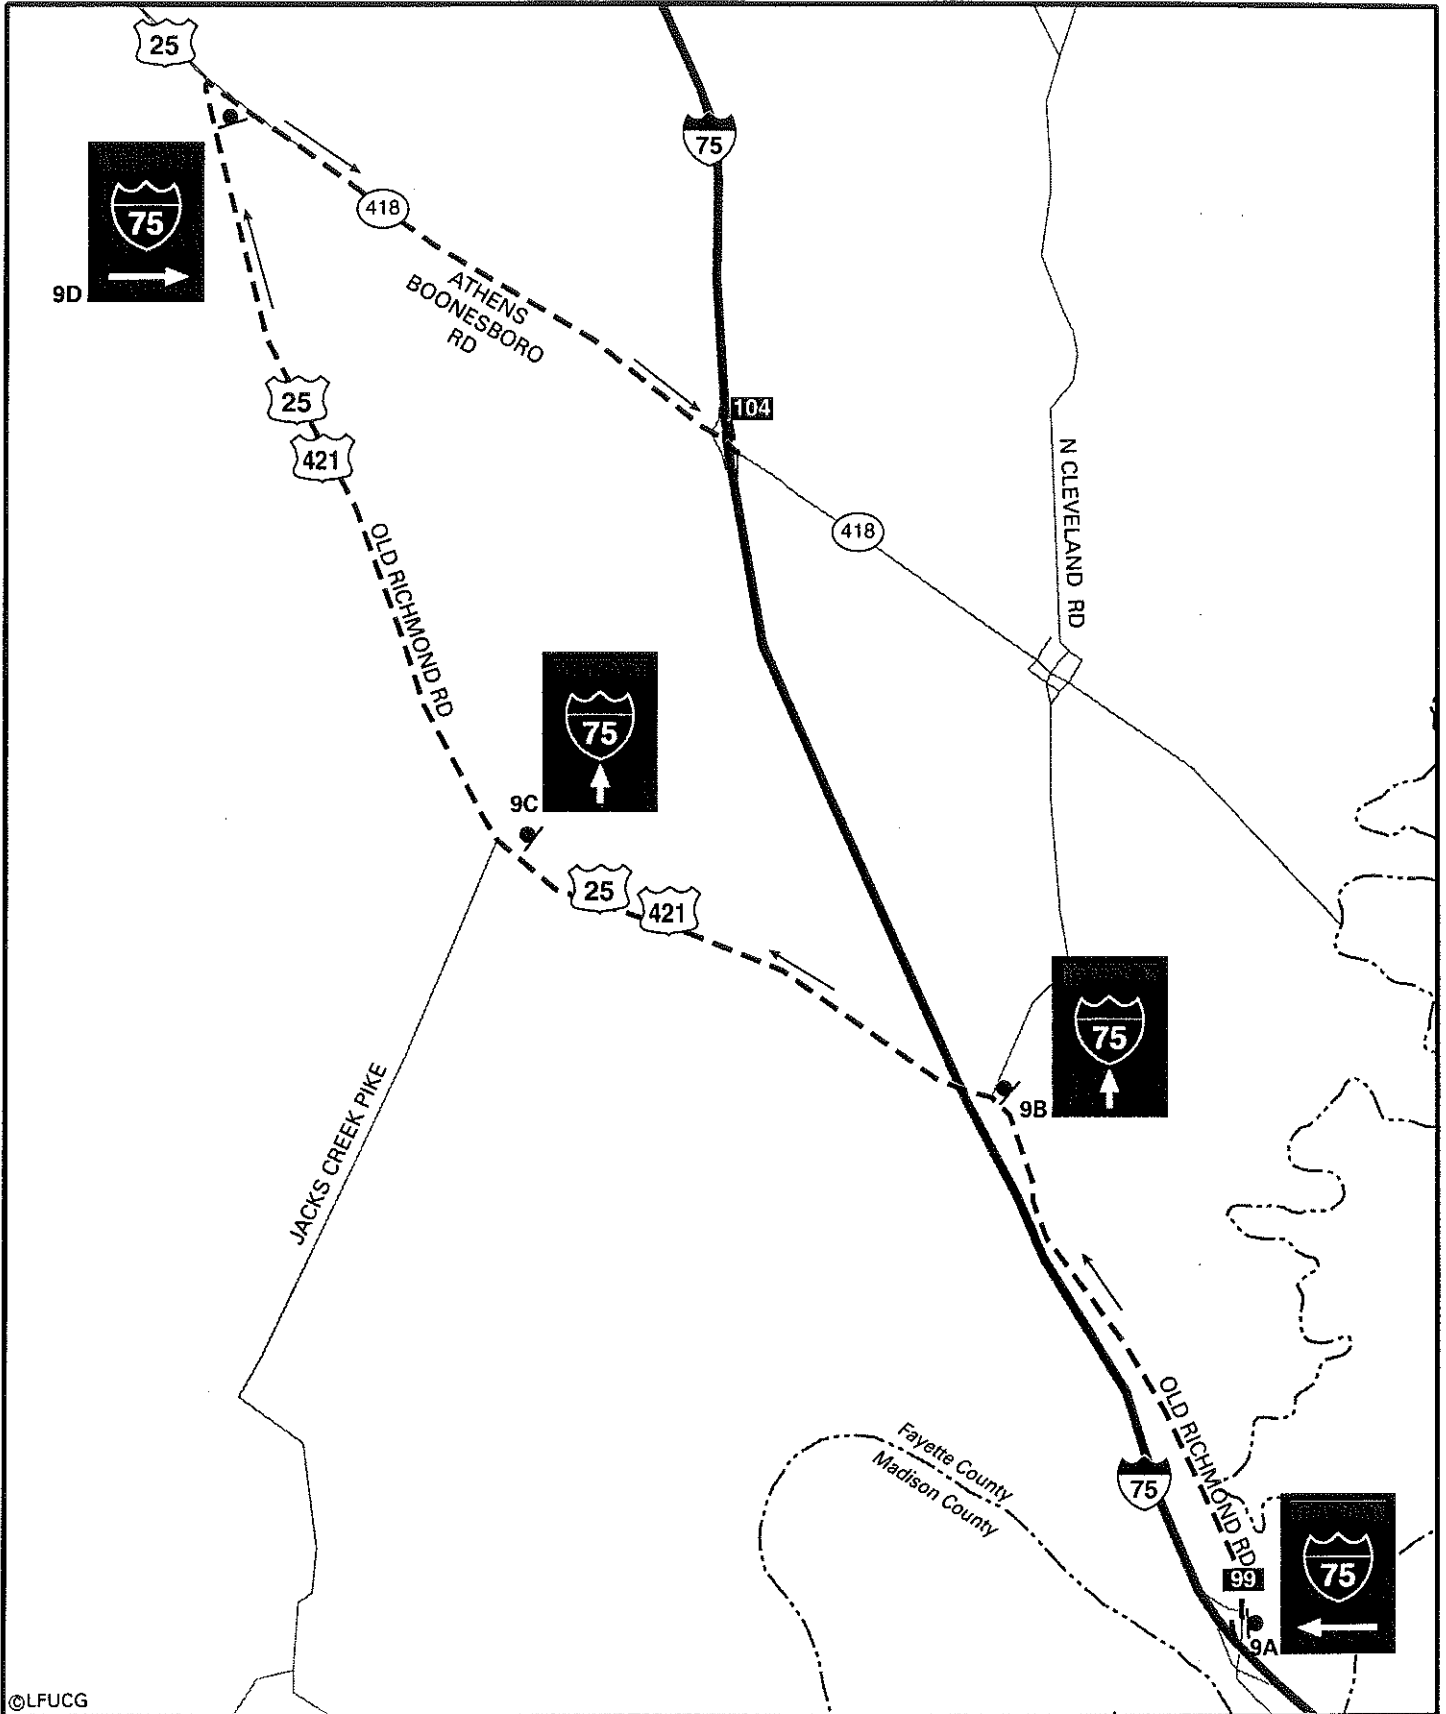 25
75
418
75
9D
ATHENS
BOONESBORO
RD
25
421
104
418
N CLEVELAND RD
OLD RICHMOND RD
75
9C
25
421
75
9B
JACKS CREEK PIKE
OLD RICHMOND RD
Fayette County
Madison County
75
99
75
9A
©LFUCG